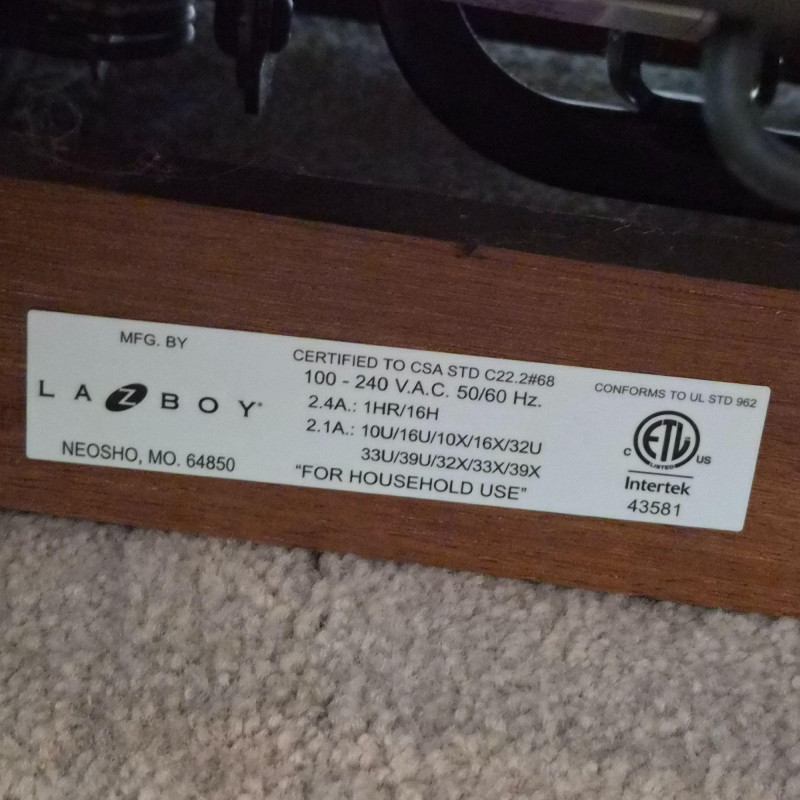 MFG. BY
LA Z BOY
NEOSHO, MO. 64850
CERTIFIED TO CSA STD C22.2#68
100 - 240 V.A.C. 50/60 Hz.
2.4A.: 1HR/16H
2.1A.: 10U/16U/10X/16X/32U
33U/39U/32X/33X/39X
"FOR HOUSEHOLD USE"
CONFORMS TO UL STD 962
C ETL US
LISTED
Intertek
43581